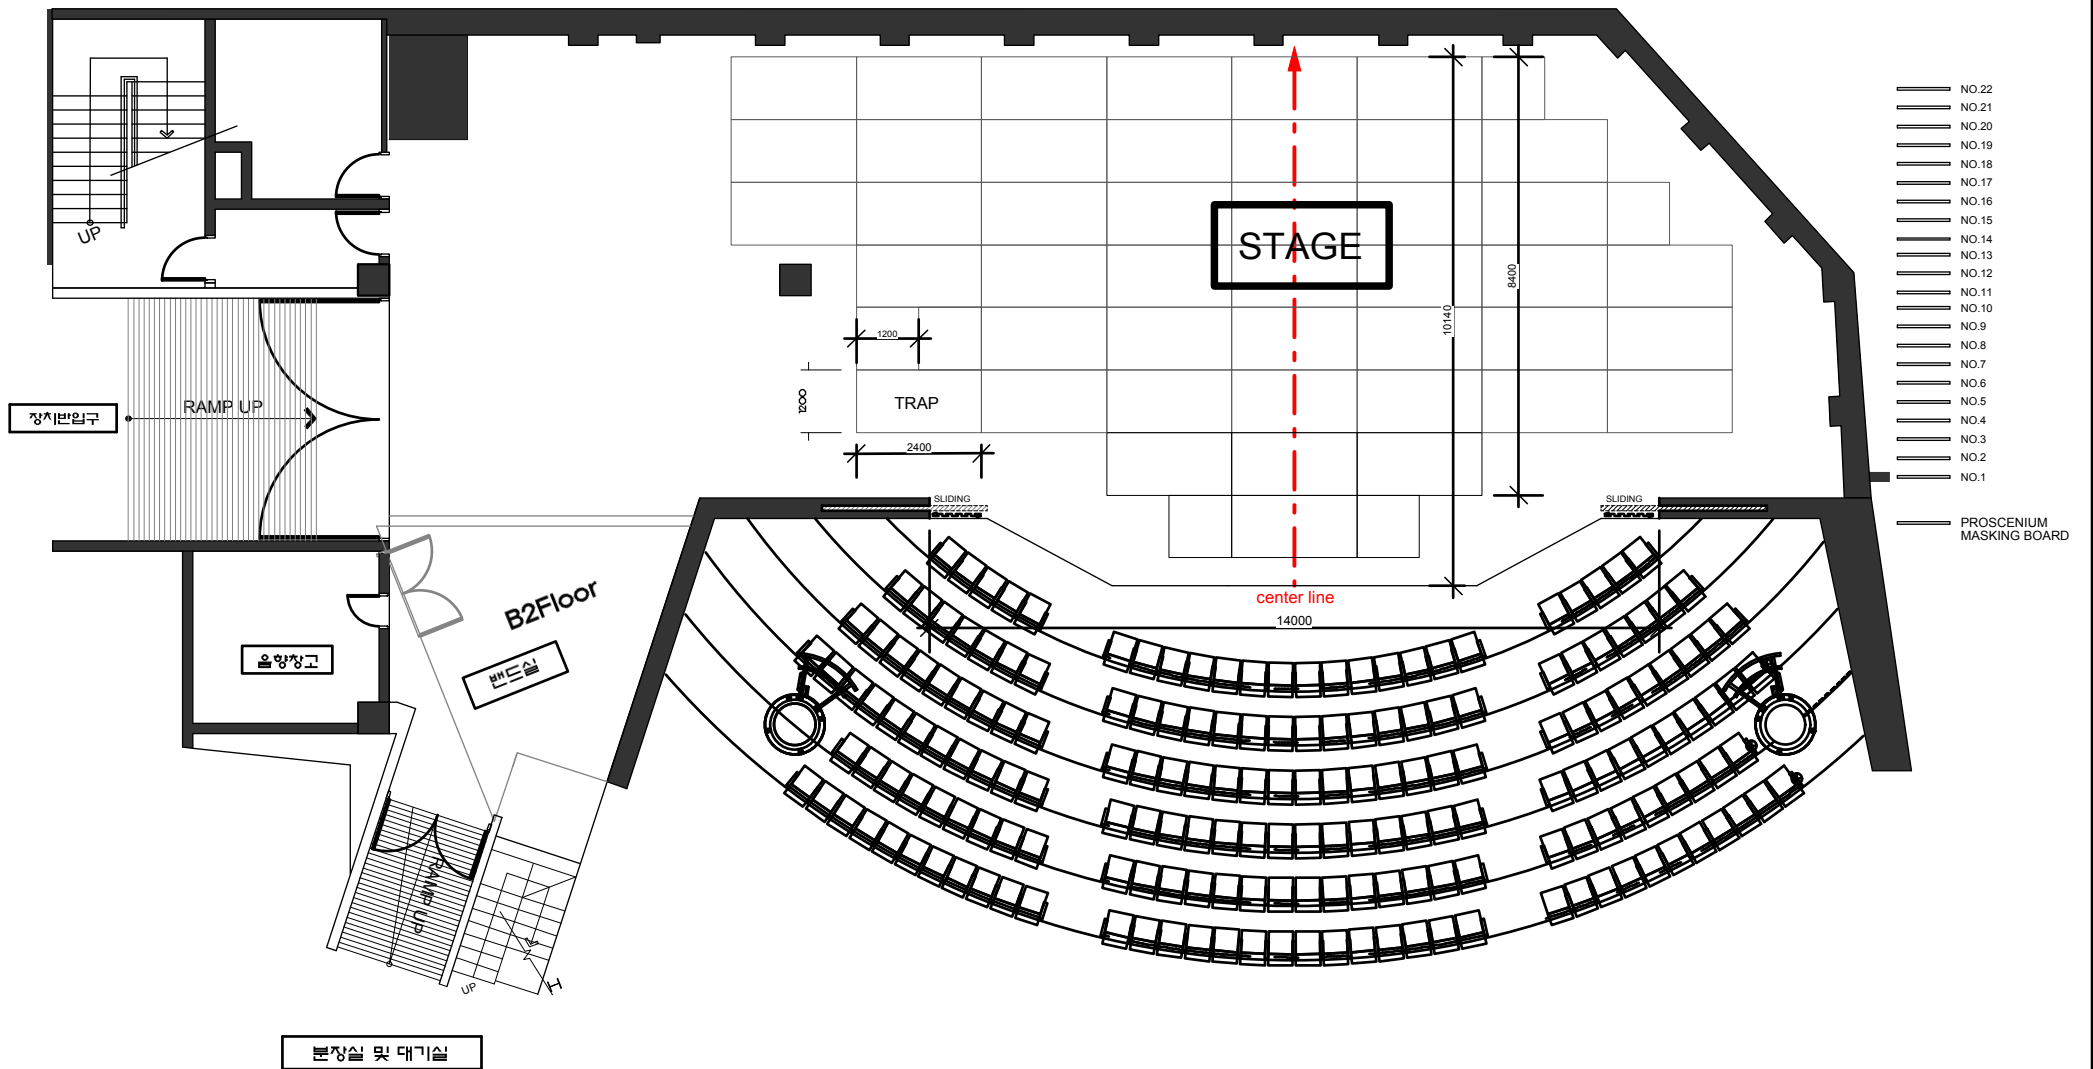 UP
RAMP UP
장치반입구
음향창고
B2Floor
밴드실
RAMP UP
UP
분장실 및 대기실
STAGE
10140
8400
1200
1200
TRAP
2400
SLIDING
SLIDING
center line
14000
NO.22
NO.21
NO.20
NO.19
NO.18
NO.17
NO.16
NO.15
NO.14
NO.13
NO.12
NO.11
NO.10
NO.9
NO.8
NO.7
NO.6
NO.5
NO.4
NO.3
NO.2
NO.1
PROSCENIUM
MASKING BOARD